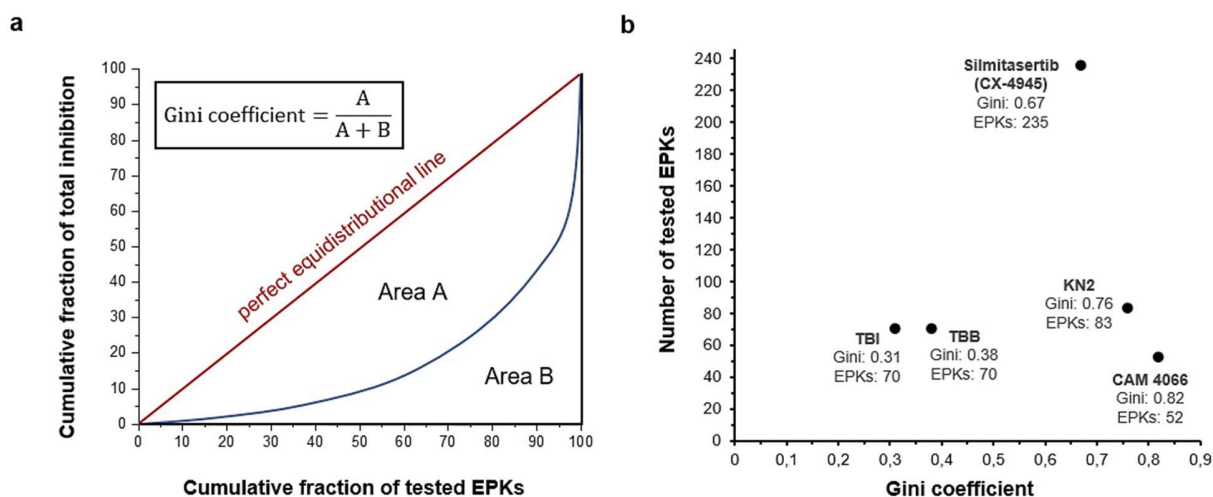 a
Cumulative fraction of total inhibition
100
90
80
70
60
50
40
30
20
10
0
Gini coefficient = A / A + B
perfect equidistributional line
Area A
Area B
0 10 20 30 40 50 60 70 80 90 100
Cumulative fraction of tested EPKs
b
Number of tested EPKs
240
220
200
180
160
140
120
100
80
60
40
20
0
Silmitasertib
(CX-4945)
Gini: 0.67
EPKs: 235
KN2
Gini: 0.76
EPKs: 83
TBI
Gini: 0.31
EPKs: 70
TBB
Gini: 0.38
EPKs: 70
CAM 4066
Gini: 0.82
EPKs: 52
0 0,1 0,2 0,3 0,4 0,5 0,6 0,7 0,8 0,9
Gini coefficient